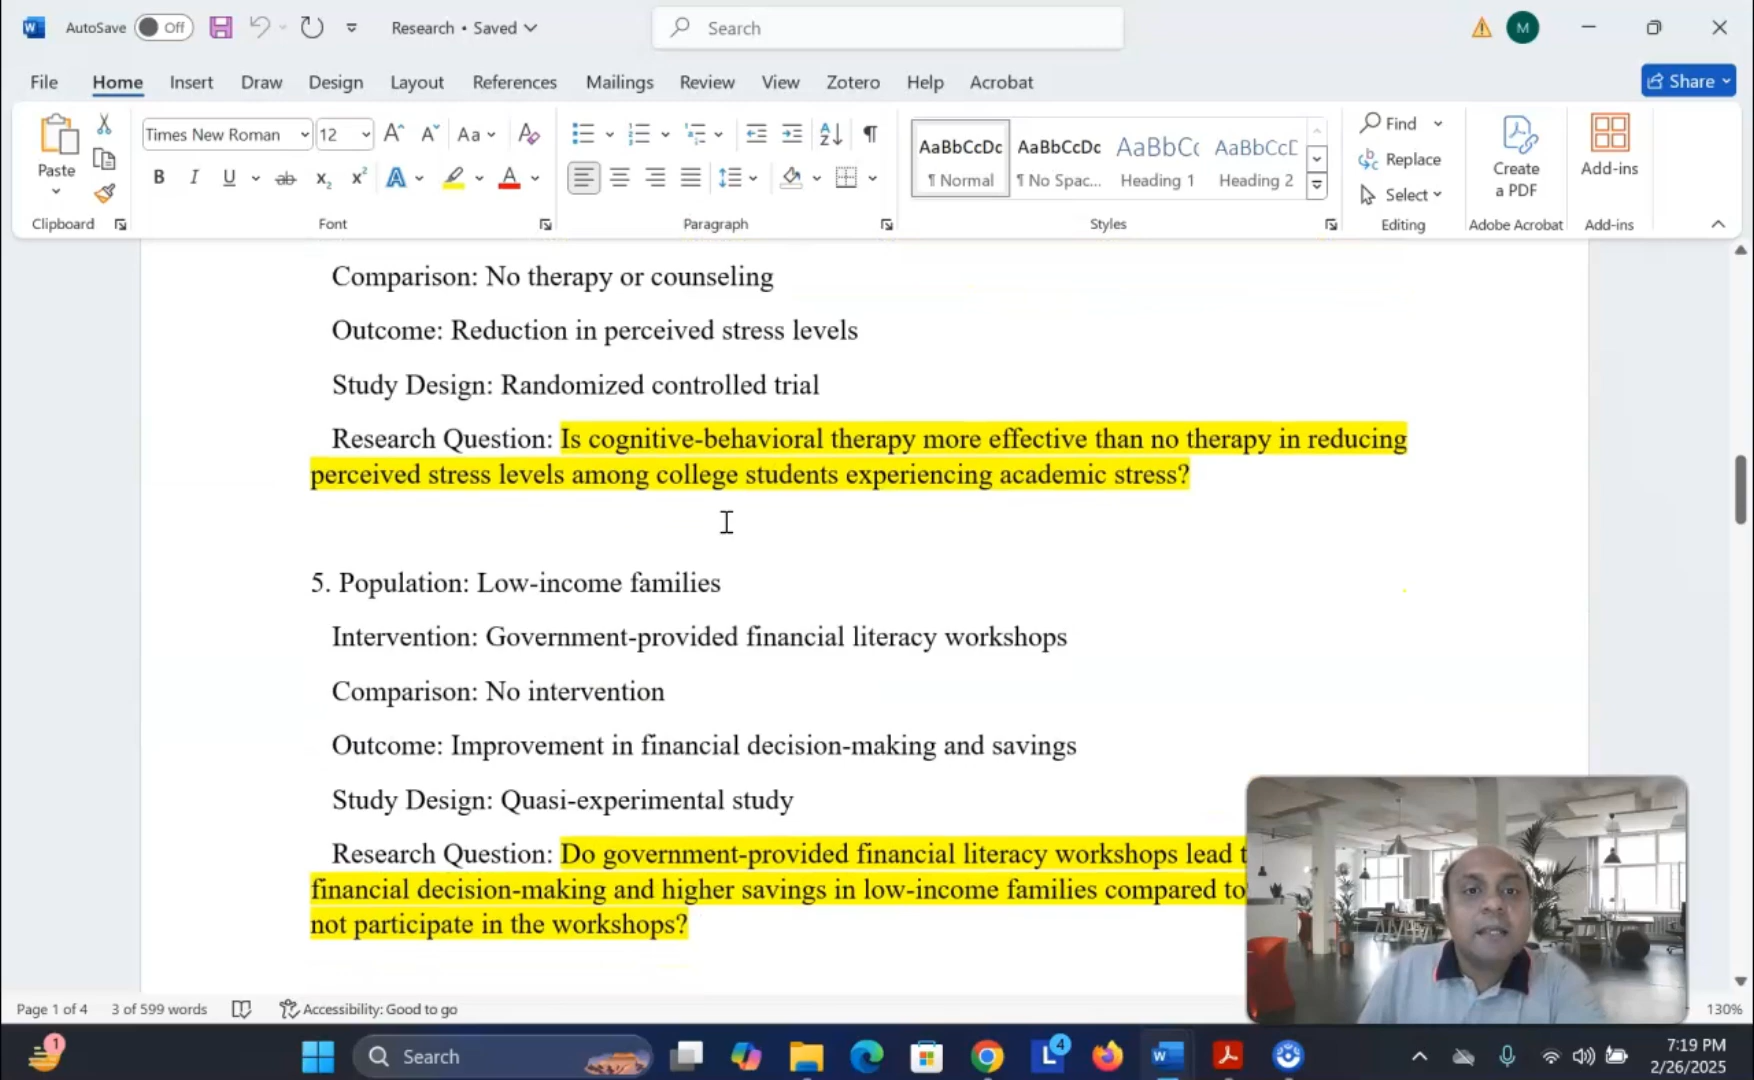 AutoSave Off Research • Saved Search M
File Home Insert Draw Design Layout References Mailings Review View Zotero Help Acrobat Share
Paste
Clipboard
Times New Roman 12 A A Aa A
B I U ab x₂ x² A A
Font
A Z ¶
Paragraph
AaBbCcDc AaBbCcDc AaBbCc AaBbCcD
¶ Normal ¶ No Spac... Heading 1 Heading 2
Styles
Find
Replace
Select
Editing
Create
a PDF
Adobe Acrobat
Add-ins
Add-ins
Comparison: No therapy or counseling
Outcome: Reduction in perceived stress levels
Study Design: Randomized controlled trial
Research Question: Is cognitive-behavioral therapy more effective than no therapy in reducing
perceived stress levels among college students experiencing academic stress?
5. Population: Low-income families
Intervention: Government-provided financial literacy workshops
Comparison: No intervention
Outcome: Improvement in financial decision-making and savings
Study Design: Quasi-experimental study
Research Question: Do government-provided financial literacy workshops lead t
financial decision-making and higher savings in low-income families compared to
not participate in the workshops?
Page 1 of 4 3 of 599 words Accessibility: Good to go 130%
1 Search L 4 W 7:19 PM
2/26/2025